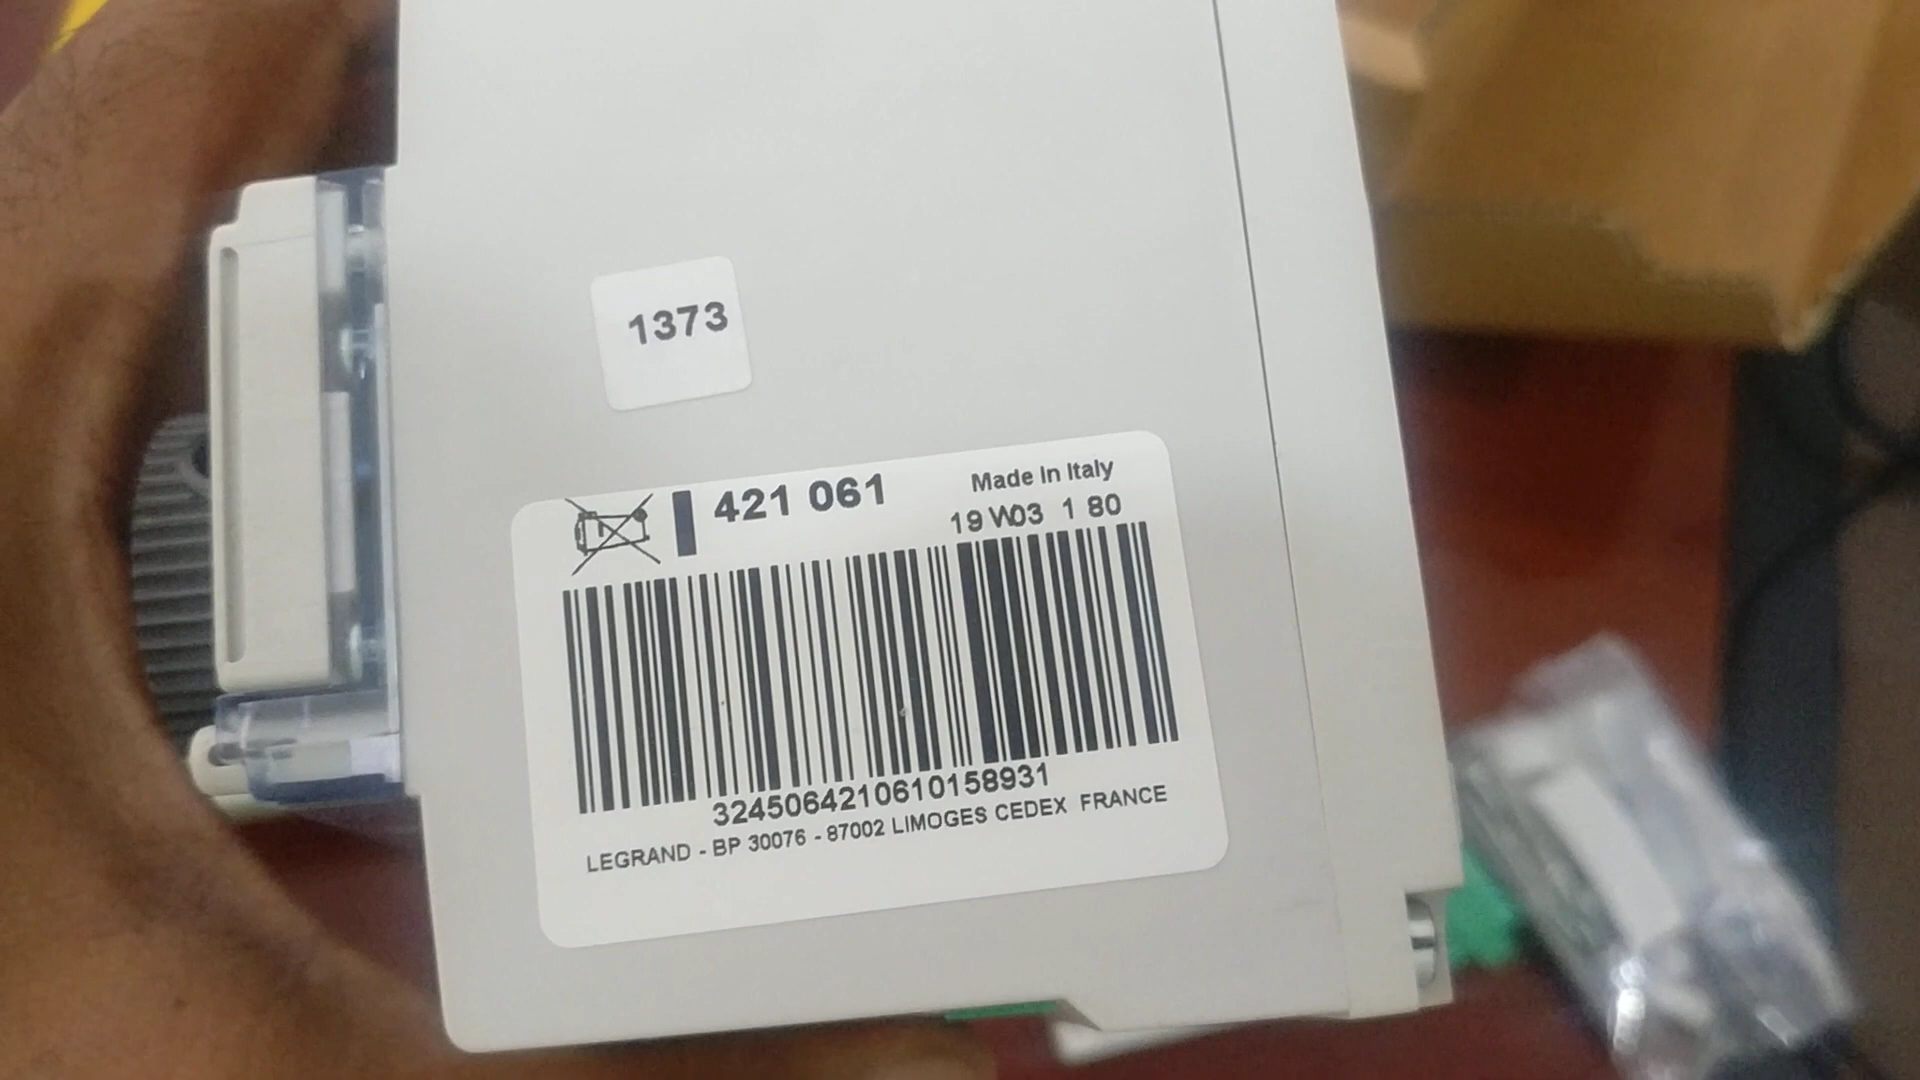 1373
421 061
Made In Italy
19 W03 1 80
3245064210610158931
LEGRAND - BP 30076 - 87002 LIMOGES CEDEX FRANCE